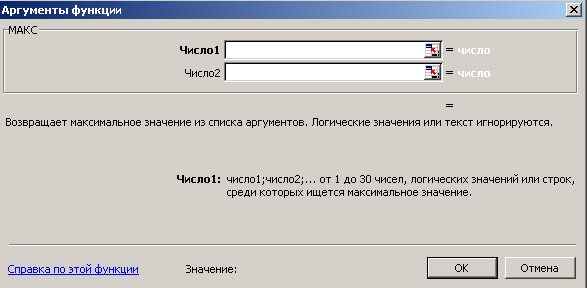 Аргументы функции
МАКС
Число1 = число
Число2 = число
=
Возвращает максимальное значение из списка аргументов. Логические значения или текст игнорируются.
Число1: число1;число2;... от 1 до 30 чисел, логических значений или строк,
среди которых ищется максимальное значение.
Справка по этой функции Значение: ОК Отмена